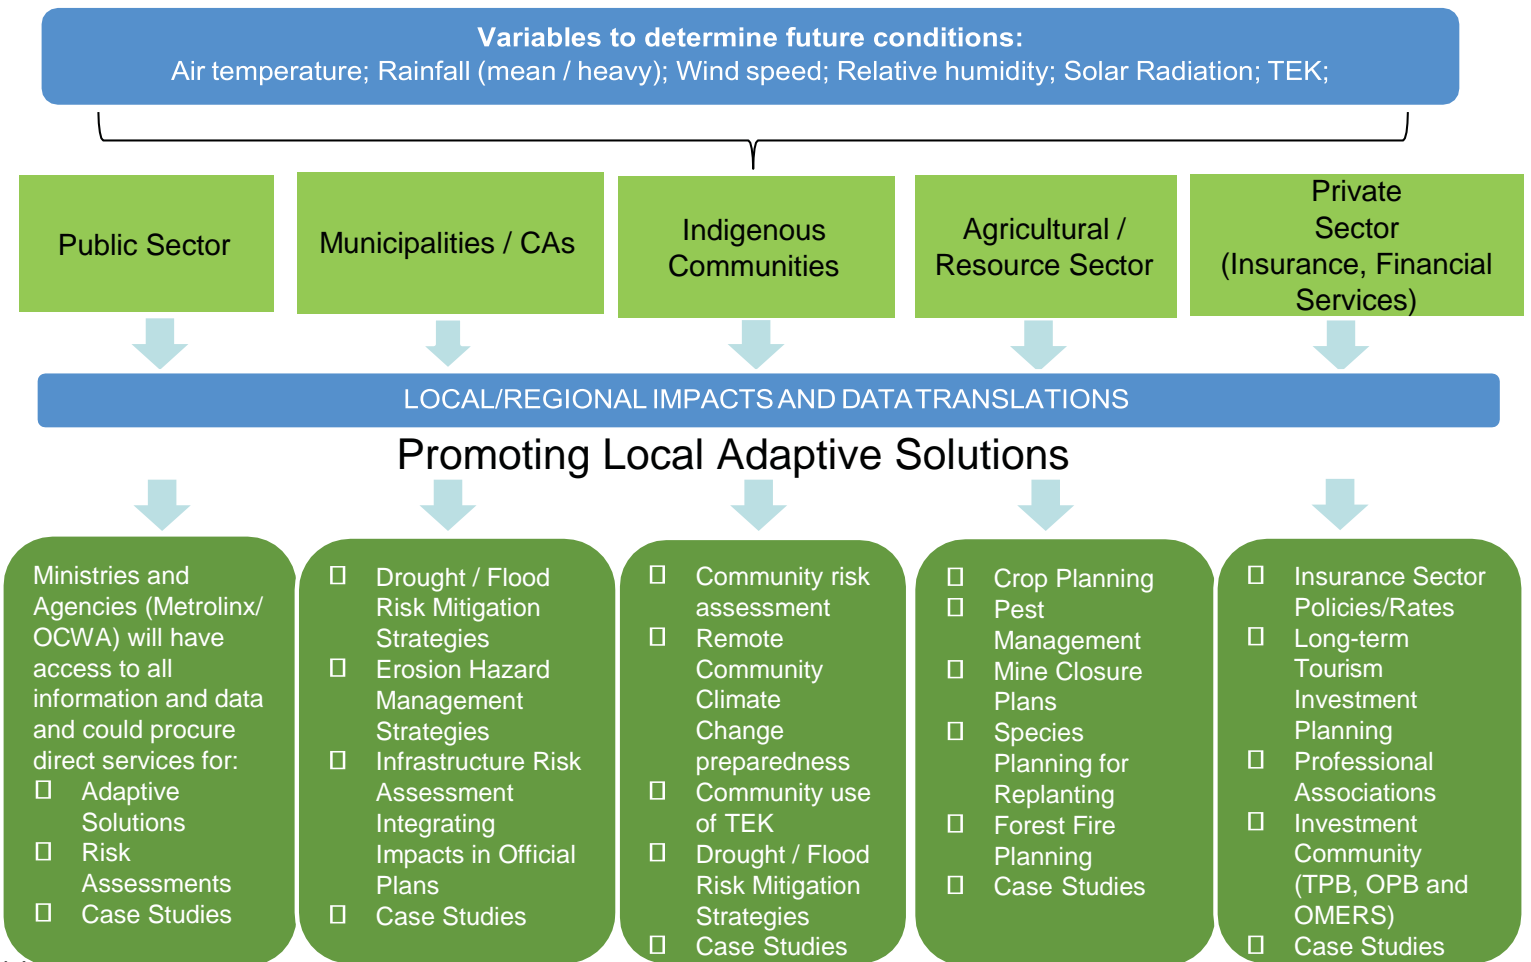 Variables to determine future conditions:
Air temperature; Rainfall (mean / heavy); Wind speed; Relative humidity; Solar Radiation; TEK;
Public Sector
Municipalities / CAs
Indigenous
Communities
Agricultural /
Resource Sector
Private
Sector
(Insurance, Financial
Services)
LOCAL/REGIONAL IMPACTS AND DATA TRANSLATIONS
Promoting Local Adaptive Solutions
Ministries and
Agencies (Metrolinx/
OCWA) will have
access to all
information and data
and could procure
direct services for:
Adaptive
Solutions
Risk
Assessments
Case Studies
Drought / Flood
Risk Mitigation
Strategies
Erosion Hazard
Management
Strategies
Infrastructure Risk
Assessment
Integrating
Impacts in Official
Plans
Case Studies
Community risk
assessment
Remote
Community
Climate
Change
preparedness
Community use
of TEK
Drought / Flood
Risk Mitigation
Strategies
Case Studies
Crop Planning
Pest
Management
Mine Closure
Plans
Species
Planning for
Replanting
Forest Fire
Planning
Case Studies
Insurance Sector
Policies/Rates
Long-term
Tourism
Investment
Planning
Professional
Associations
Investment
Community
(TPB, OPB and
OMERS)
Case Studies